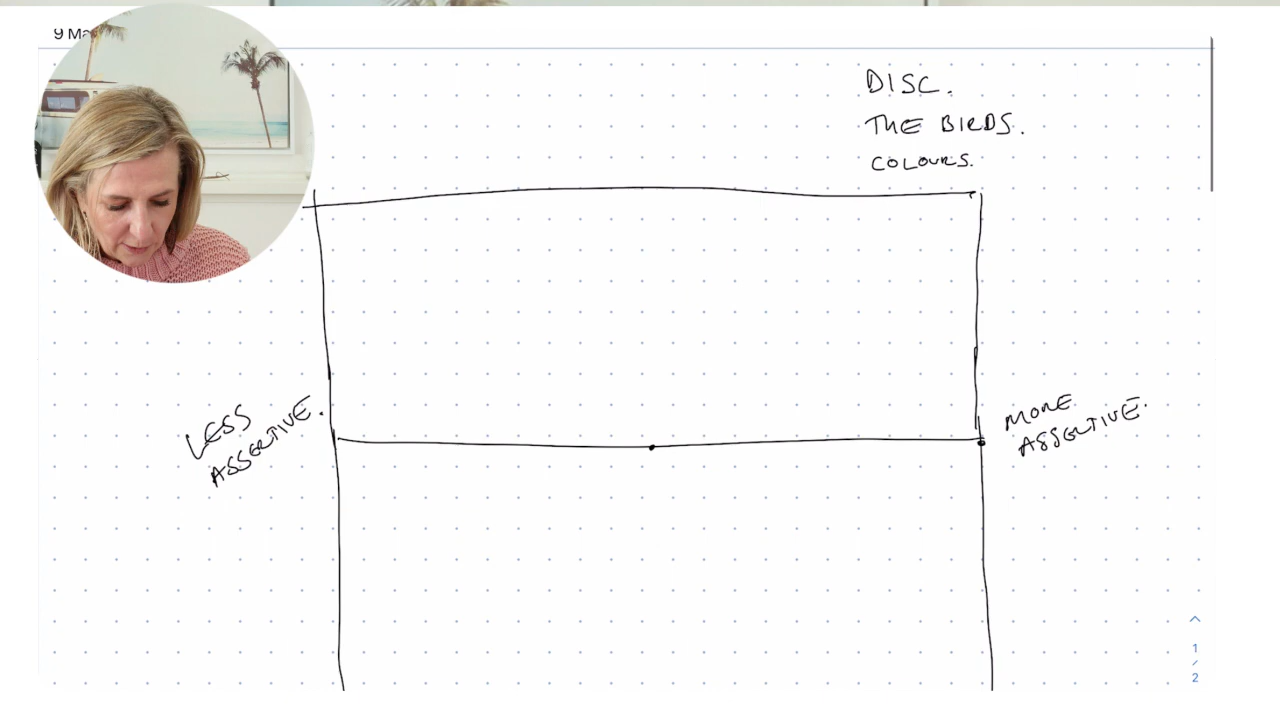 9 Ma
DISC.
THE BIRDS.
COLOURS.
LESS
ASSERTIVE.
MORE
ASSERTIVE.
1
/
2